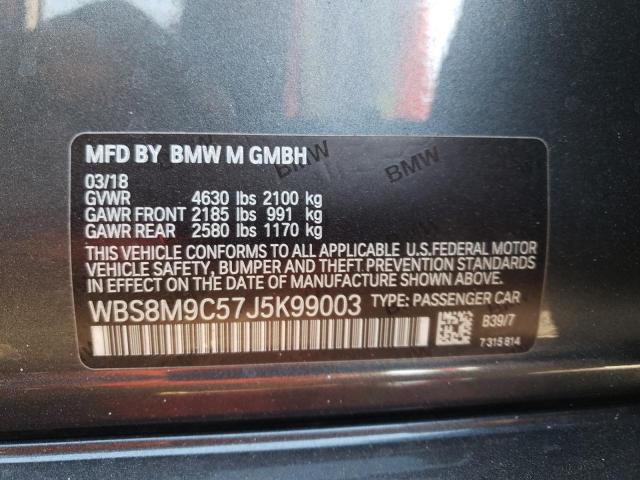 MFD BY BMW M GMBH
03/18
GVWR 4630 lbs 2100 kg
GAWR FRONT 2185 lbs 991 kg
GAWR REAR 2580 lbs 1170 kg
THIS VEHICLE CONFORMS TO ALL APPLICABLE U.S.FEDERAL MOTOR
VEHICLE SAFETY, BUMPER, AND THEFT PREVENTION STANDARDS
IN EFFECT ON THE DATE OF MANUFACTURE SHOWN ABOVE.
WBS8M9C57J5K99003 TYPE: PASSENGER CAR
B39/7
7 315 814
BMW
BMW